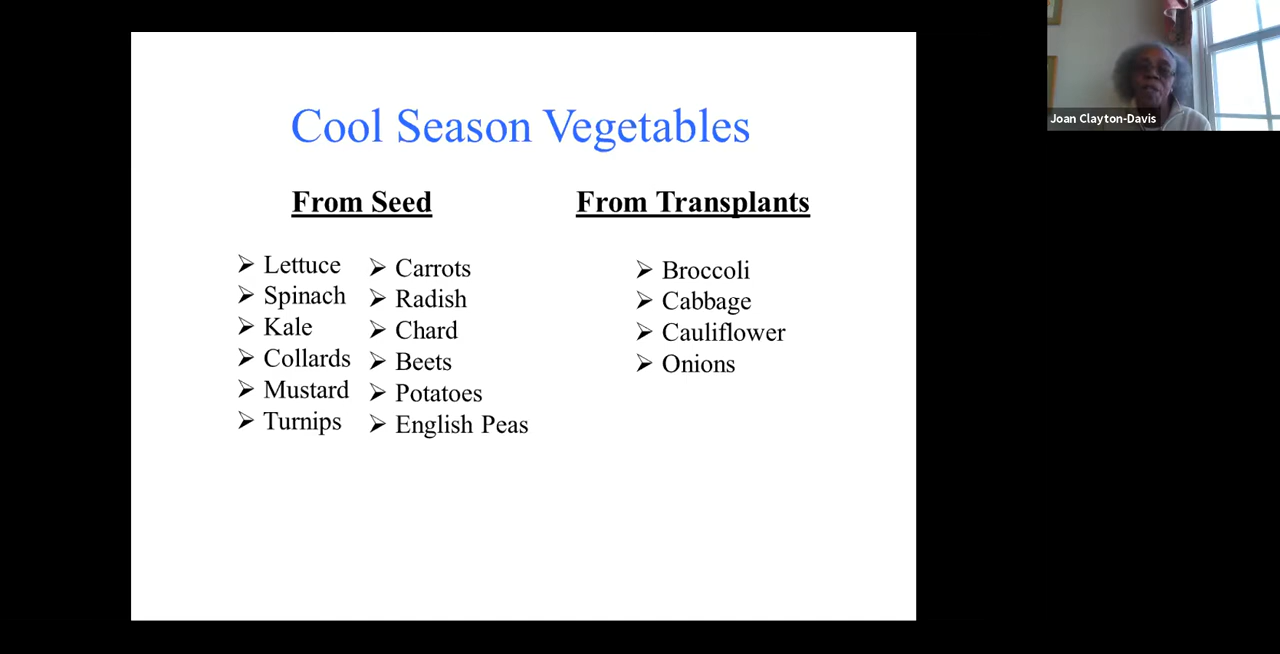 Cool Season Vegetables
From Seed
From Transplants
➢ Lettuce
➢ Spinach
➢ Kale
➢ Collards
➢ Mustard
➢ Turnips
➢ Carrots
➢ Radish
➢ Chard
➢ Beets
➢ Potatoes
➢ English Peas
➢ Broccoli
➢ Cabbage
➢ Cauliflower
➢ Onions
Joan Clayton-Davis